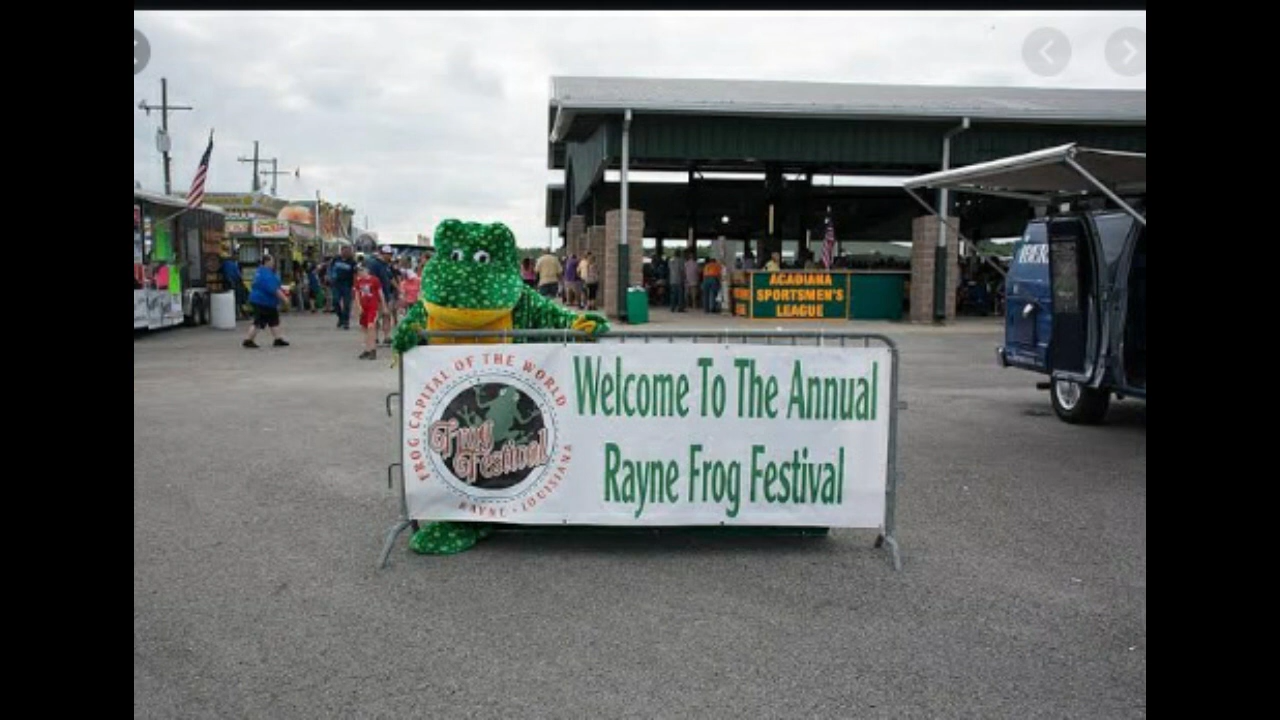 ACADIANA
SPORTSMEN'S
LEAGUE
FROG CAPITAL OF THE WORLD
Frog
Festival
RAYNE · LOUISIANA
Welcome To The Annual
Rayne Frog Festival